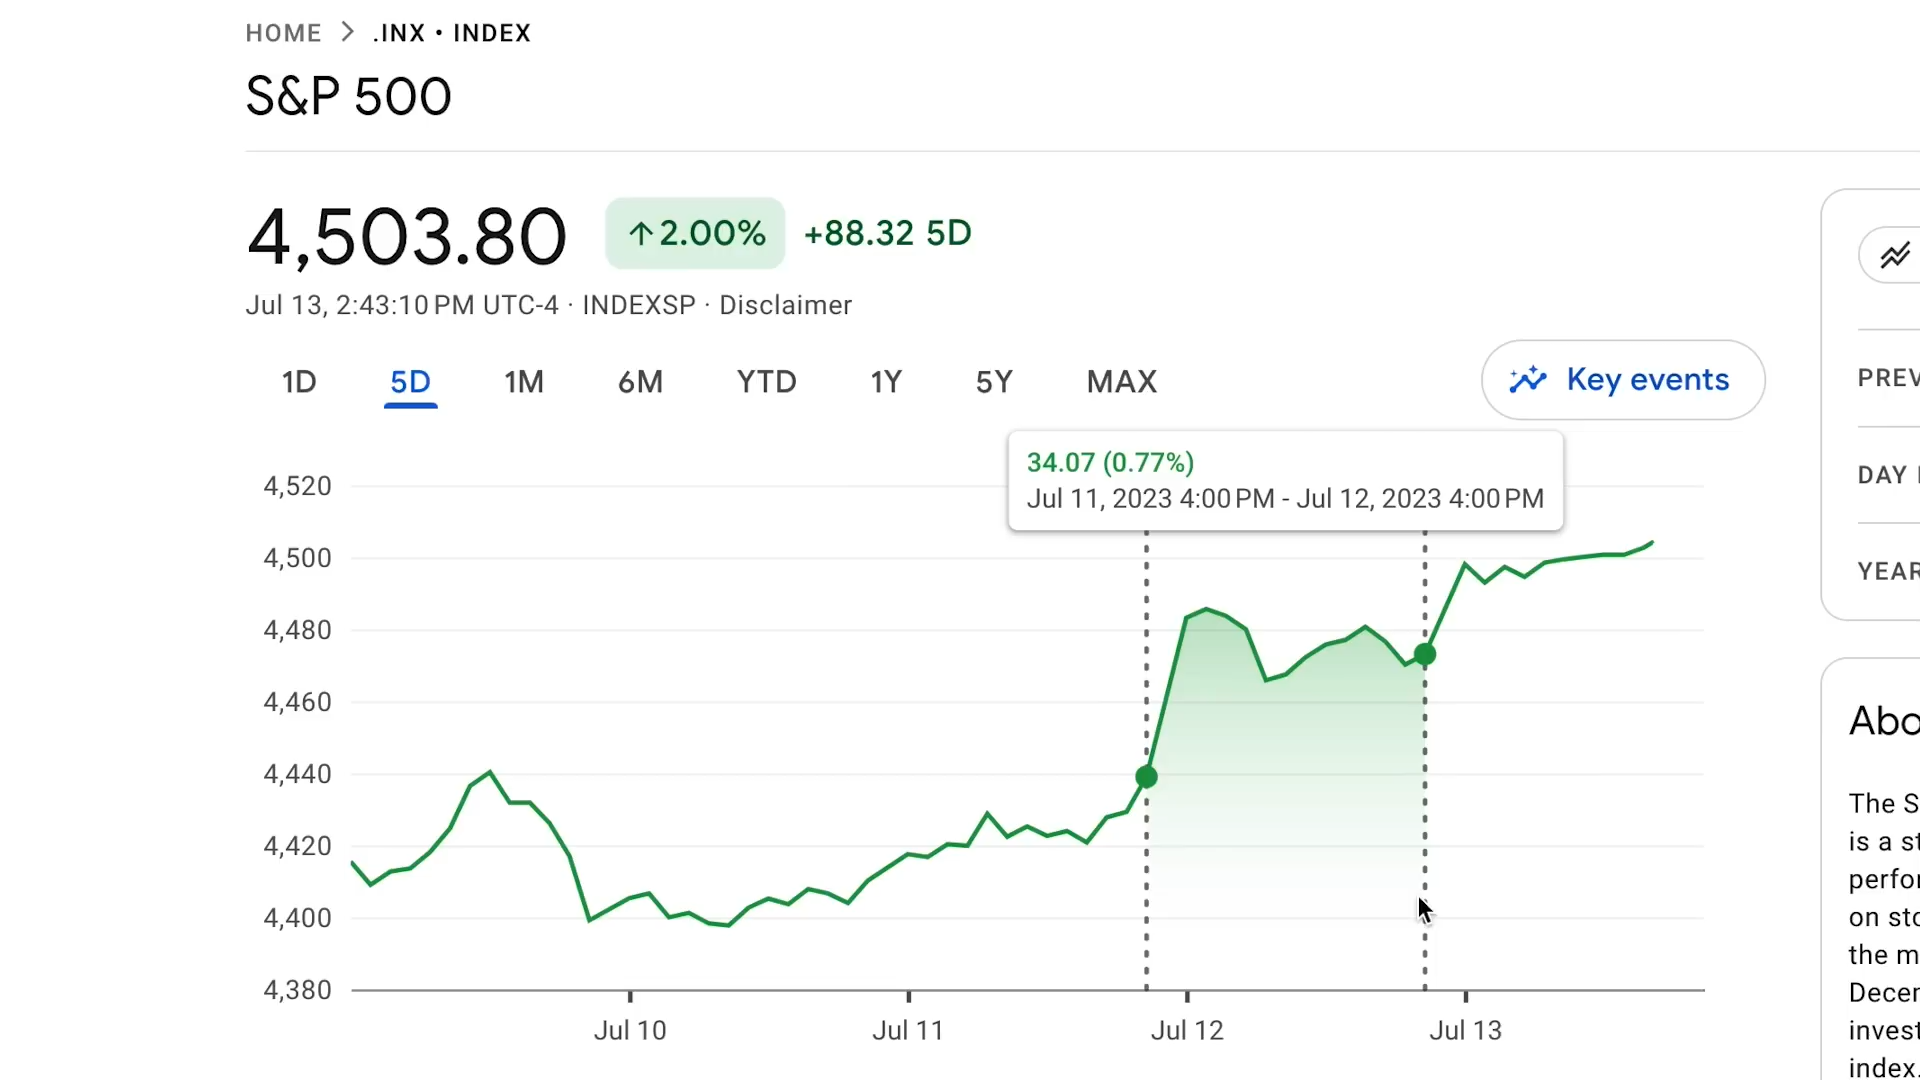 HOME > .INX • INDEX
S&P 500
4,503.80 ↑2.00% +88.32 5D
Jul 13, 2:43:10 PM UTC-4 · INDEXSP · Disclaimer
1D 5D 1M 6M YTD 1Y 5Y MAX
Key events
34.07 (0.77%)
Jul 11, 2023 4:00 PM - Jul 12, 2023 4:00 PM
4,520
4,500
4,480
4,460
4,440
4,420
4,400
4,380
Jul 10 Jul 11 Jul 12 Jul 13
PREV
DAY
YEAR
Abo
The S
is a st
perfor
on sto
the m
Decem
invest
index.